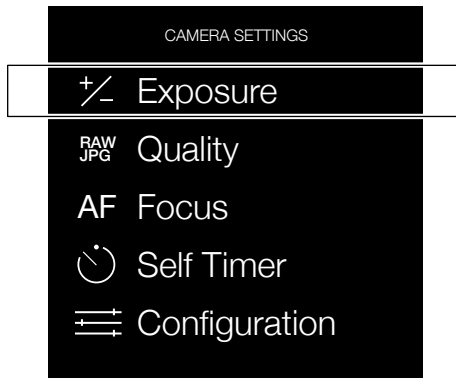 CAMERA SETTINGS
+/- Exposure
RAW JPG Quality
AF Focus
Self Timer
Configuration